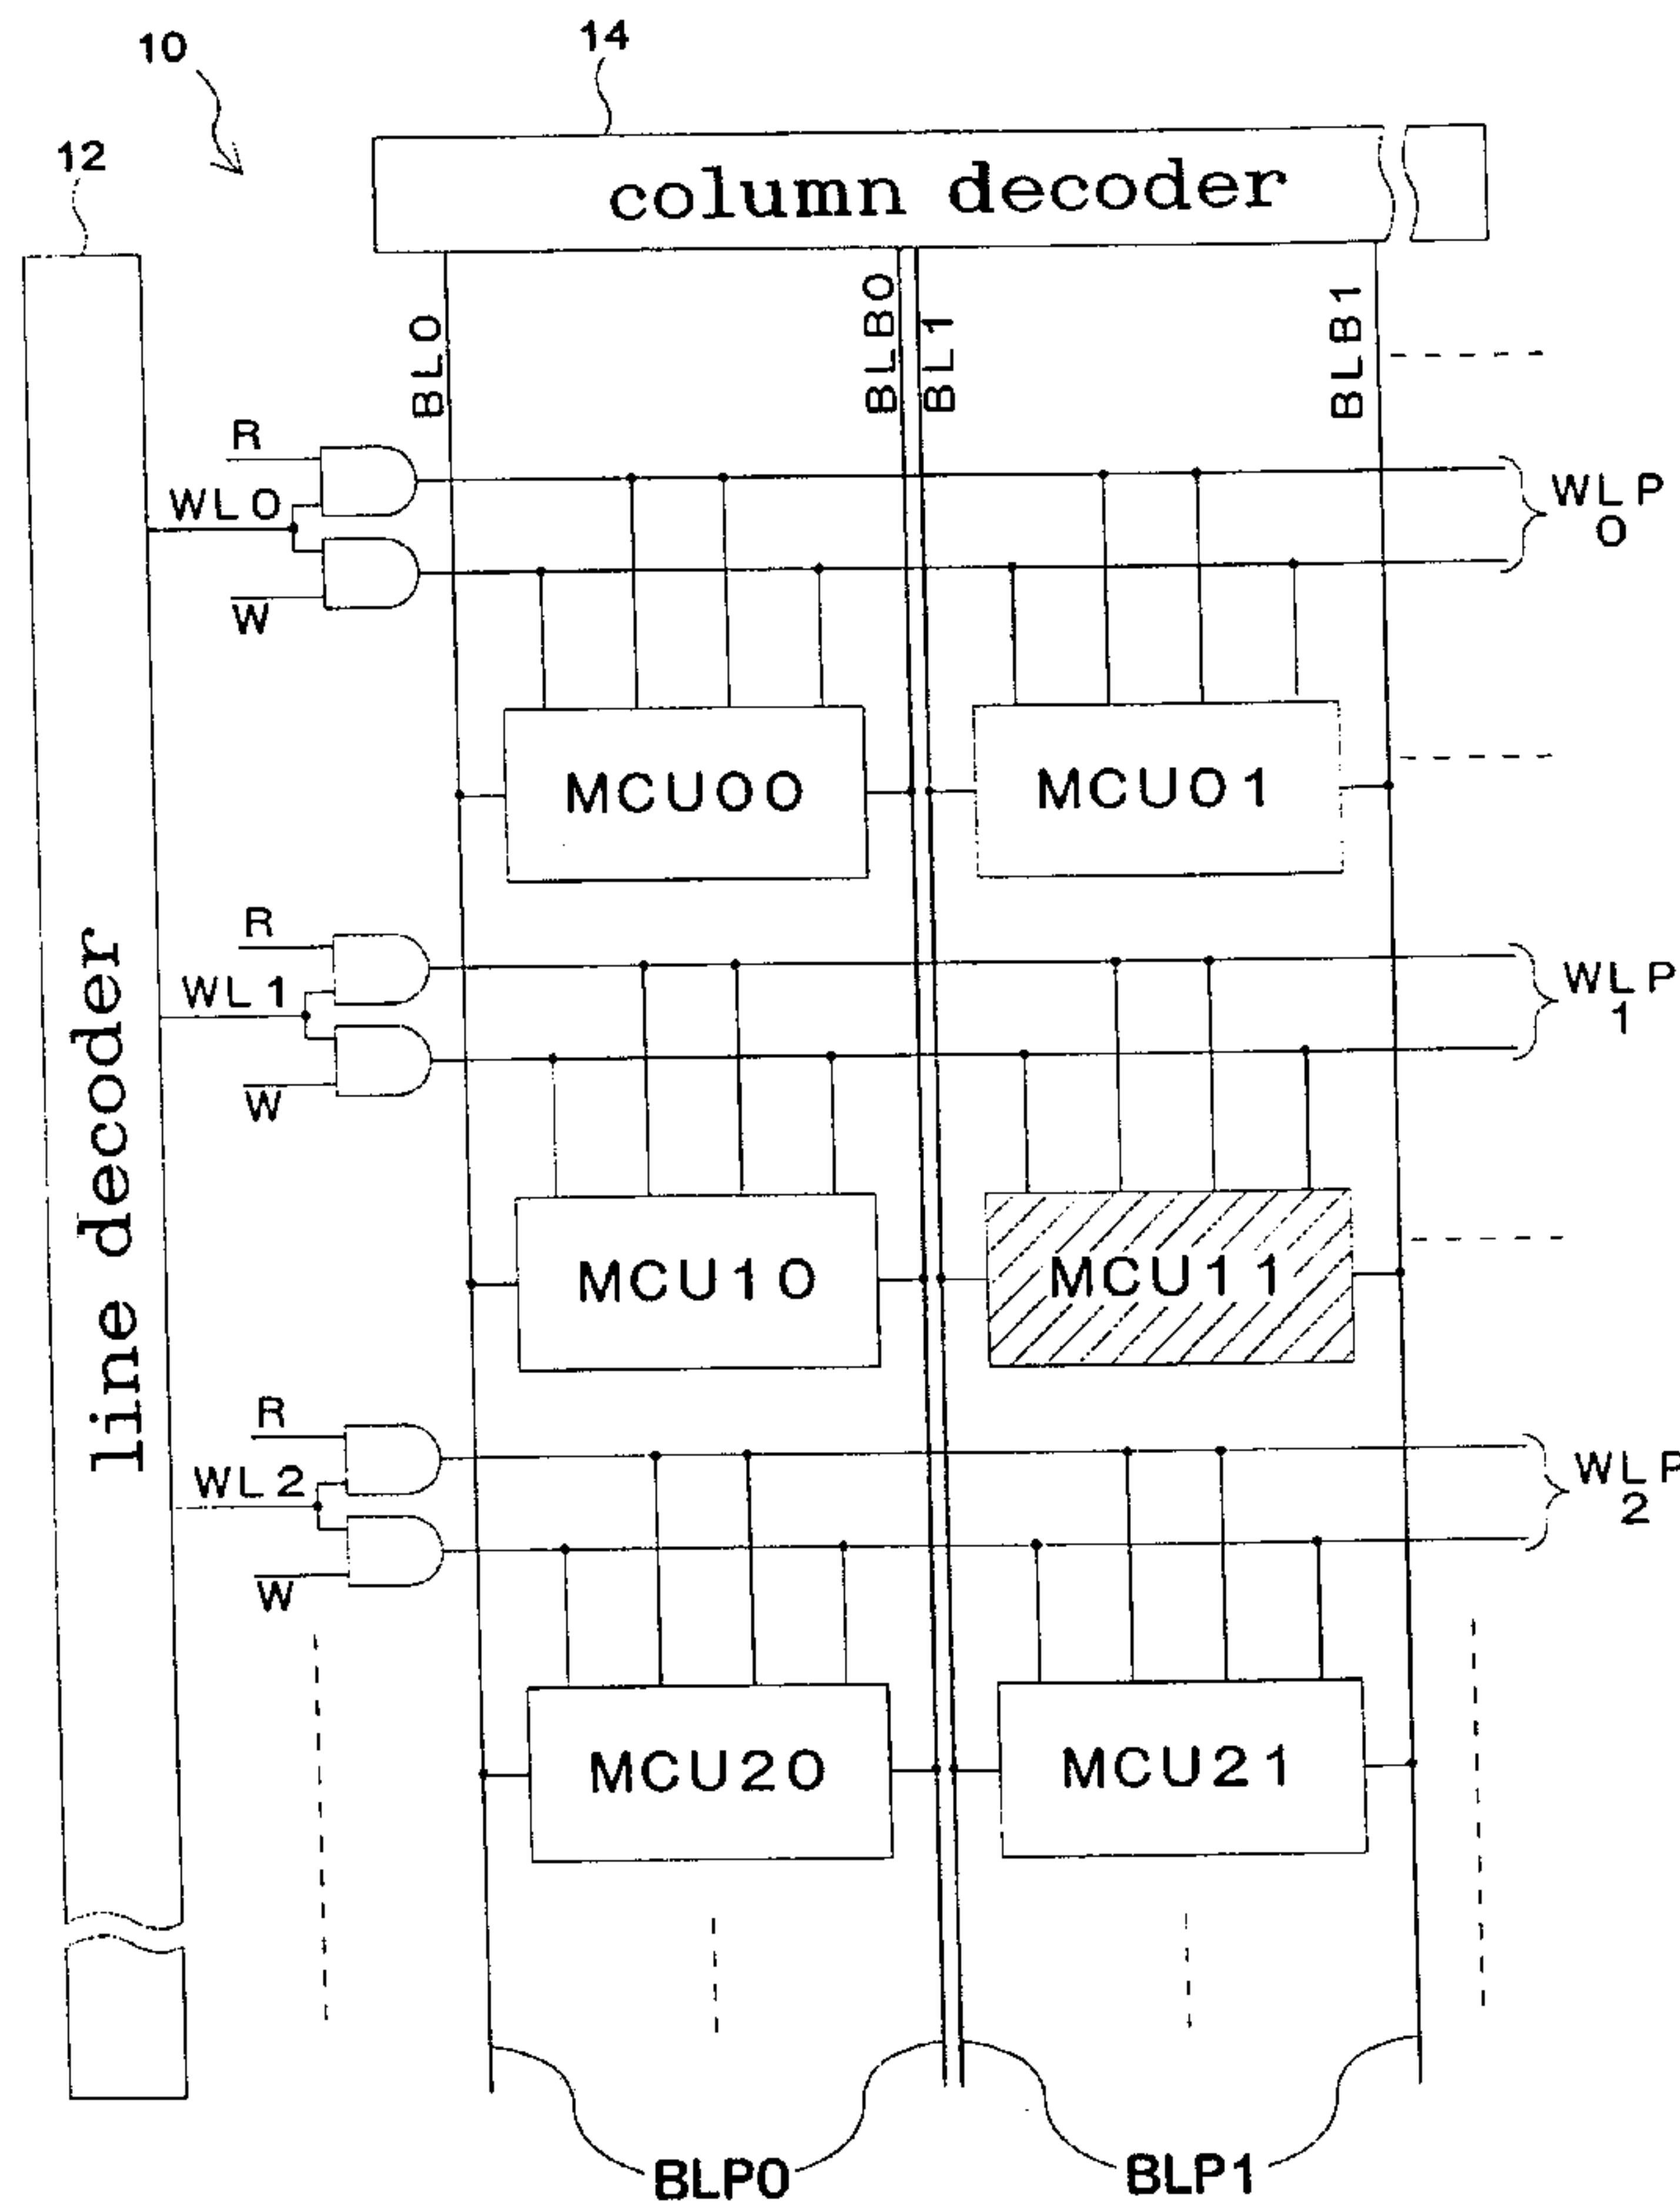 10
14
12
column decoder
BL0
BLB0
BL1
BLB1
R
WL0
W
WLP
0
MCU00
MCU01
line decoder
R
WL1
W
WLP
1
MCU10
MCU11
R
WL2
W
WLP
2
MCU20
MCU21
BLP0
BLP1